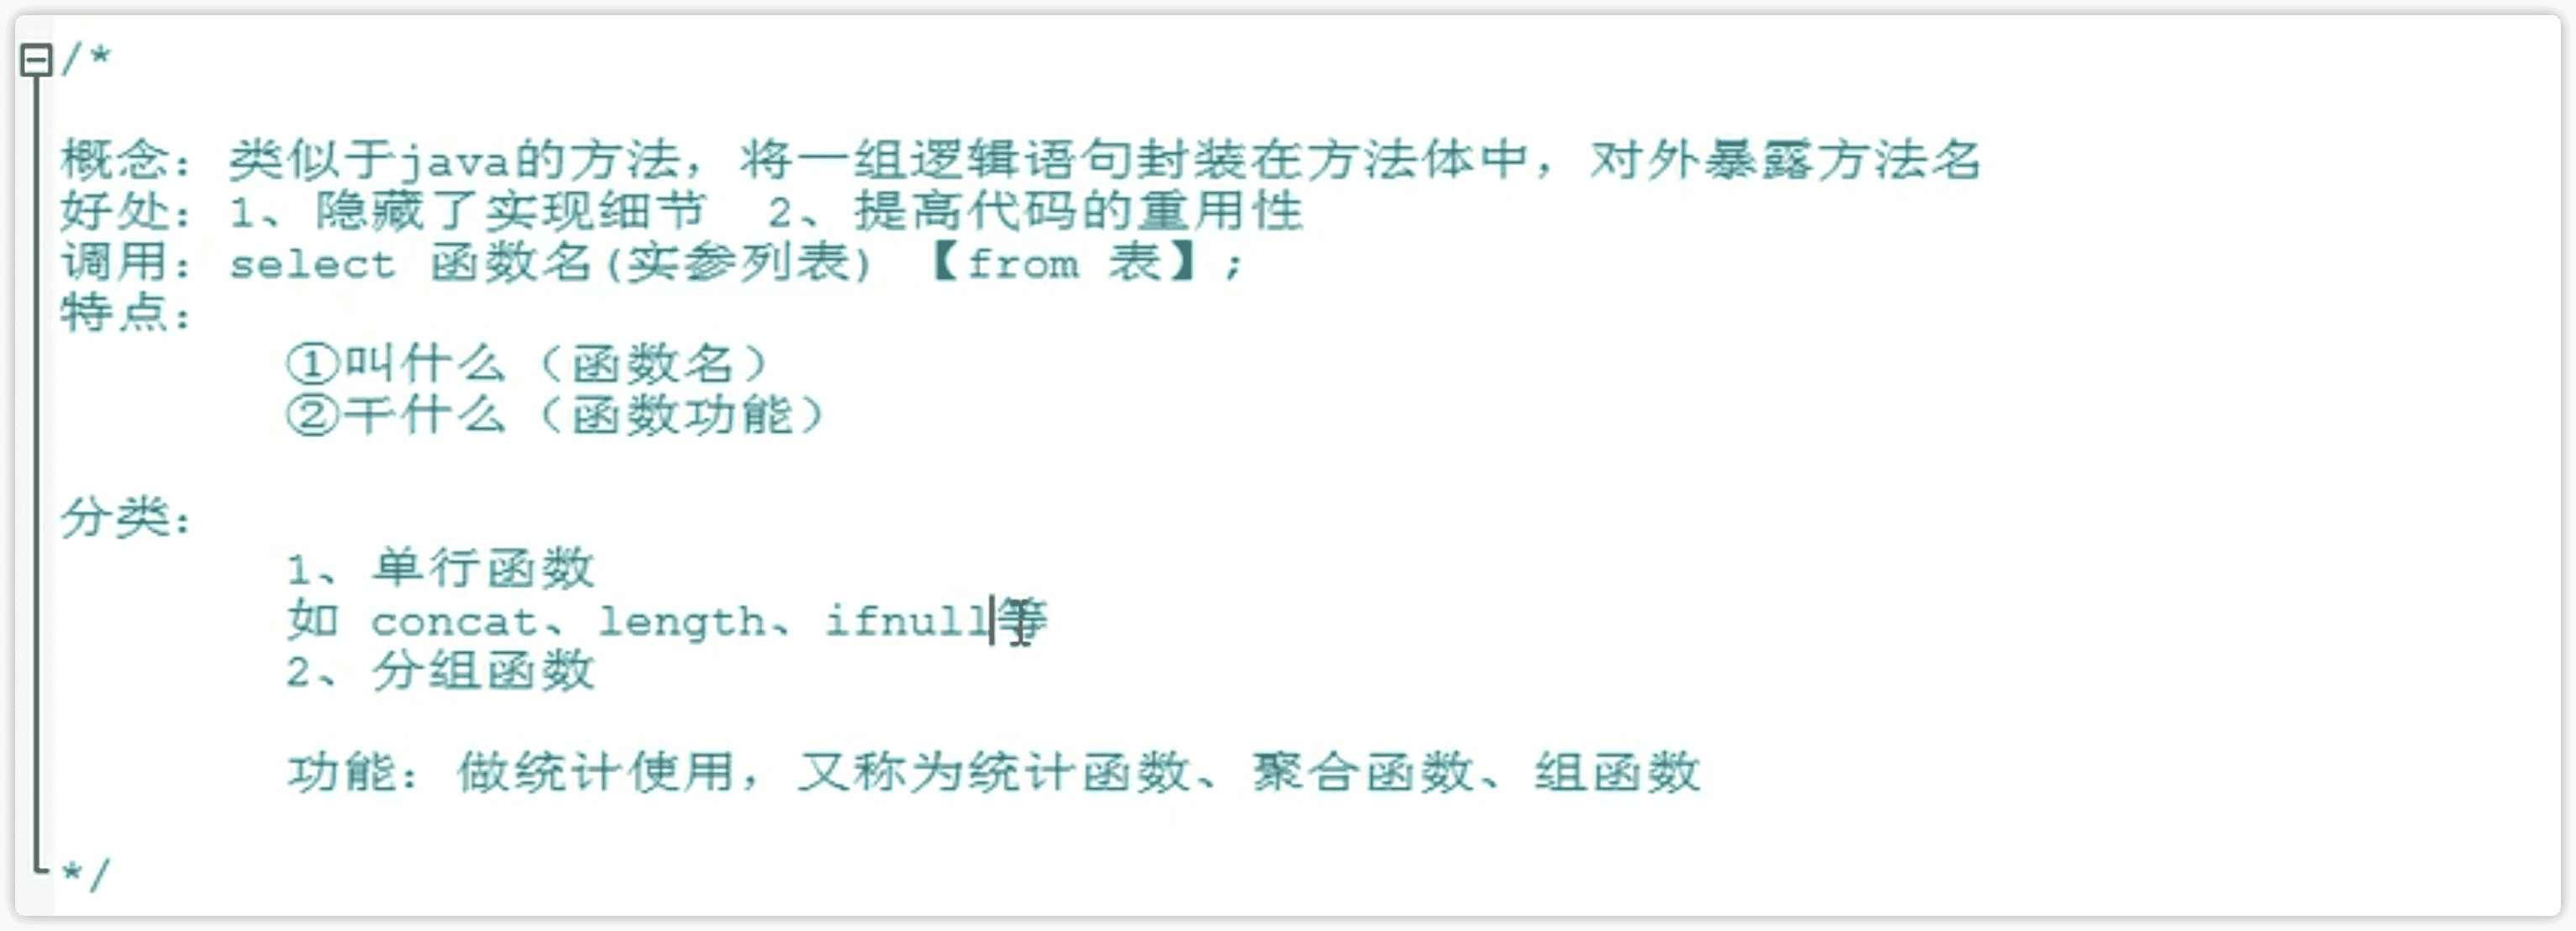 /*
概念：类似于java的方法，将一组逻辑语句封装在方法体中，对外暴露方法名
好处：1、隐藏了实现细节  2、提高代码的重用性
调用：select 函数名(实参列表) 【from 表】;
特点：
①叫什么（函数名）
②干什么（函数功能）
分类：
1、单行函数
如 concat、length、ifnull等
2、分组函数
功能：做统计使用，又称为统计函数、聚合函数、组函数
*/